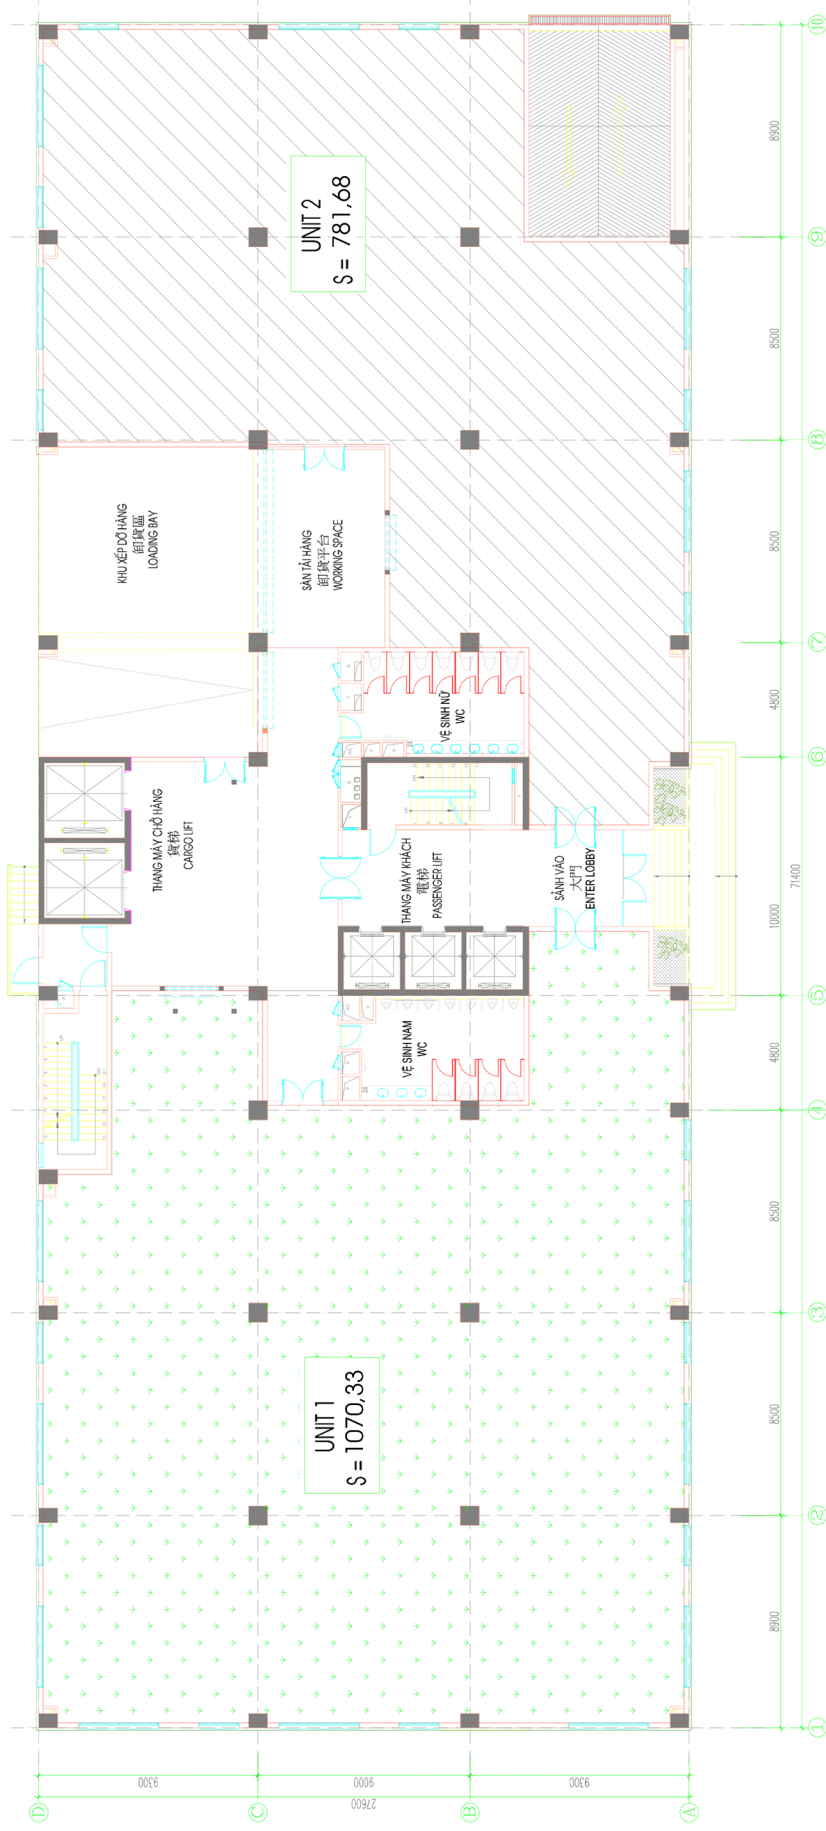 UNIT 2
S = 781,68
KHU XẾP DỠ HÀNG
卸貨區
LOADING BAY
SÀN TẢI HÀNG
卸貨平台
WORKING SPACE
VỆ SINH NỮ
WC
THANG MÁY CHỞ HÀNG
貨梯
CARGO LIFT
THANG MÁY KHÁCH
電梯
PASSENGER LIFT
SẢNH VÀO
大門
ENTER LOBBY
VỆ SINH NAM
WC
UNIT 1
S = 1070,33
10
9
8
7
6
5
4
3
2
1
8900
8500
8500
4800
10000
4800
8500
8500
8900
71400
9300
9000
9300
27600
D
C
B
A